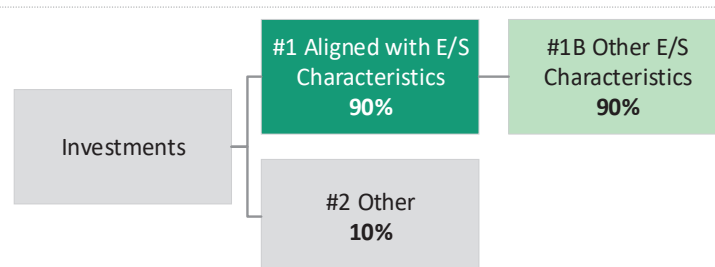 Investments
#1 Aligned with E/S
Characteristics
90%
#1B Other E/S
Characteristics
90%
#2 Other
10%